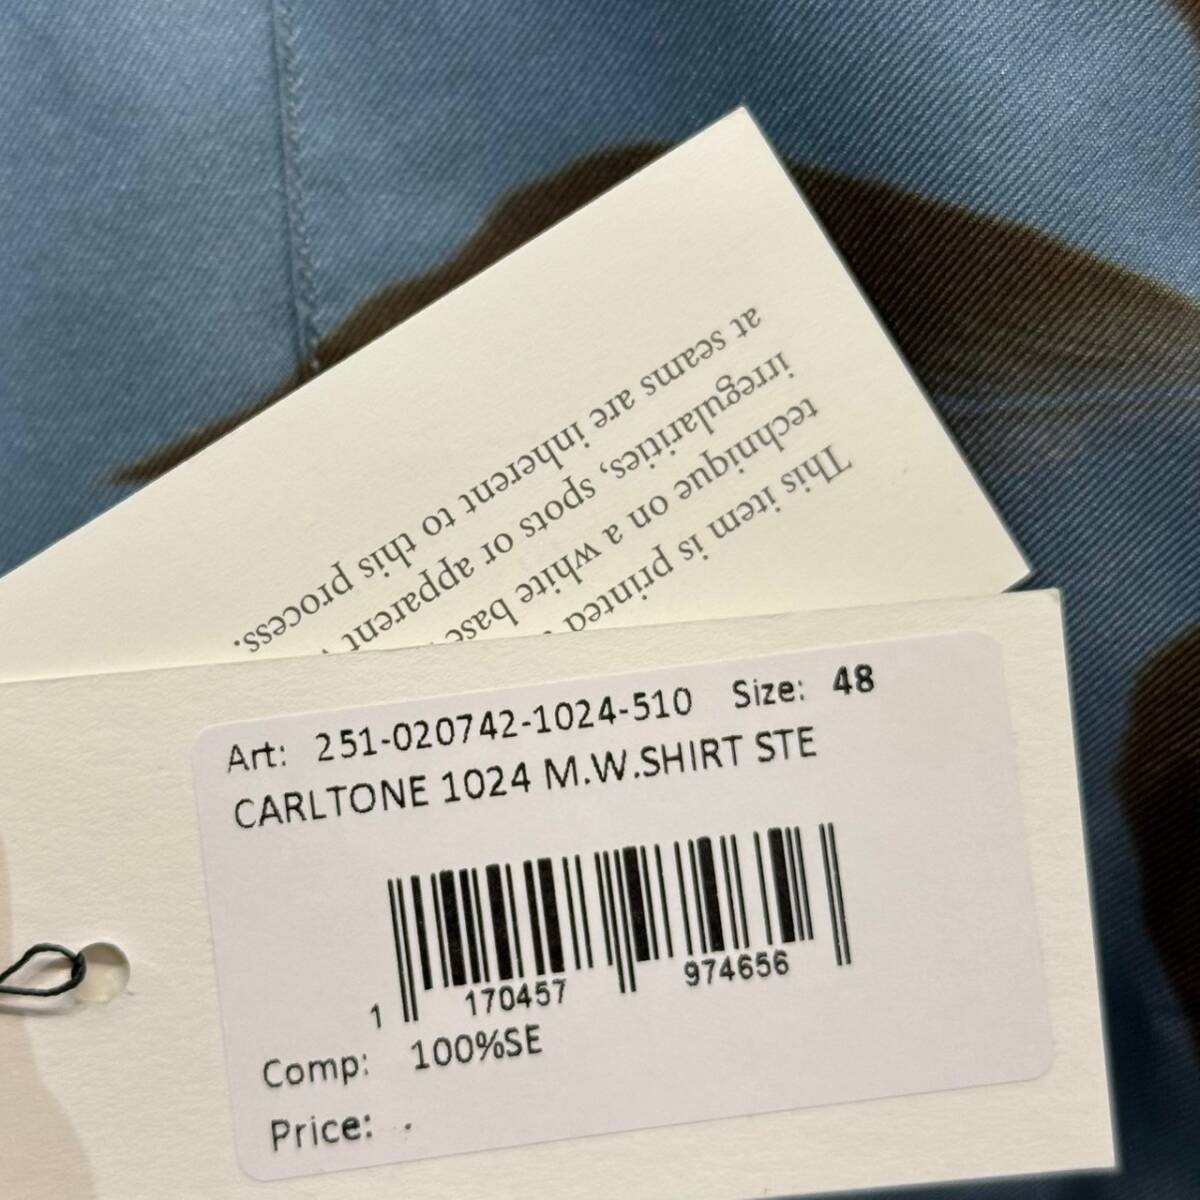 This item is printed
technique on a white base
irregularities, spots or apparent
at seams are inherent to this process.
Art: 251-020742-1024-510 Size: 48
CARLTONE 1024 M.W.SHIRT STE
1 170457 974656
Comp: 100%SE
Price: .